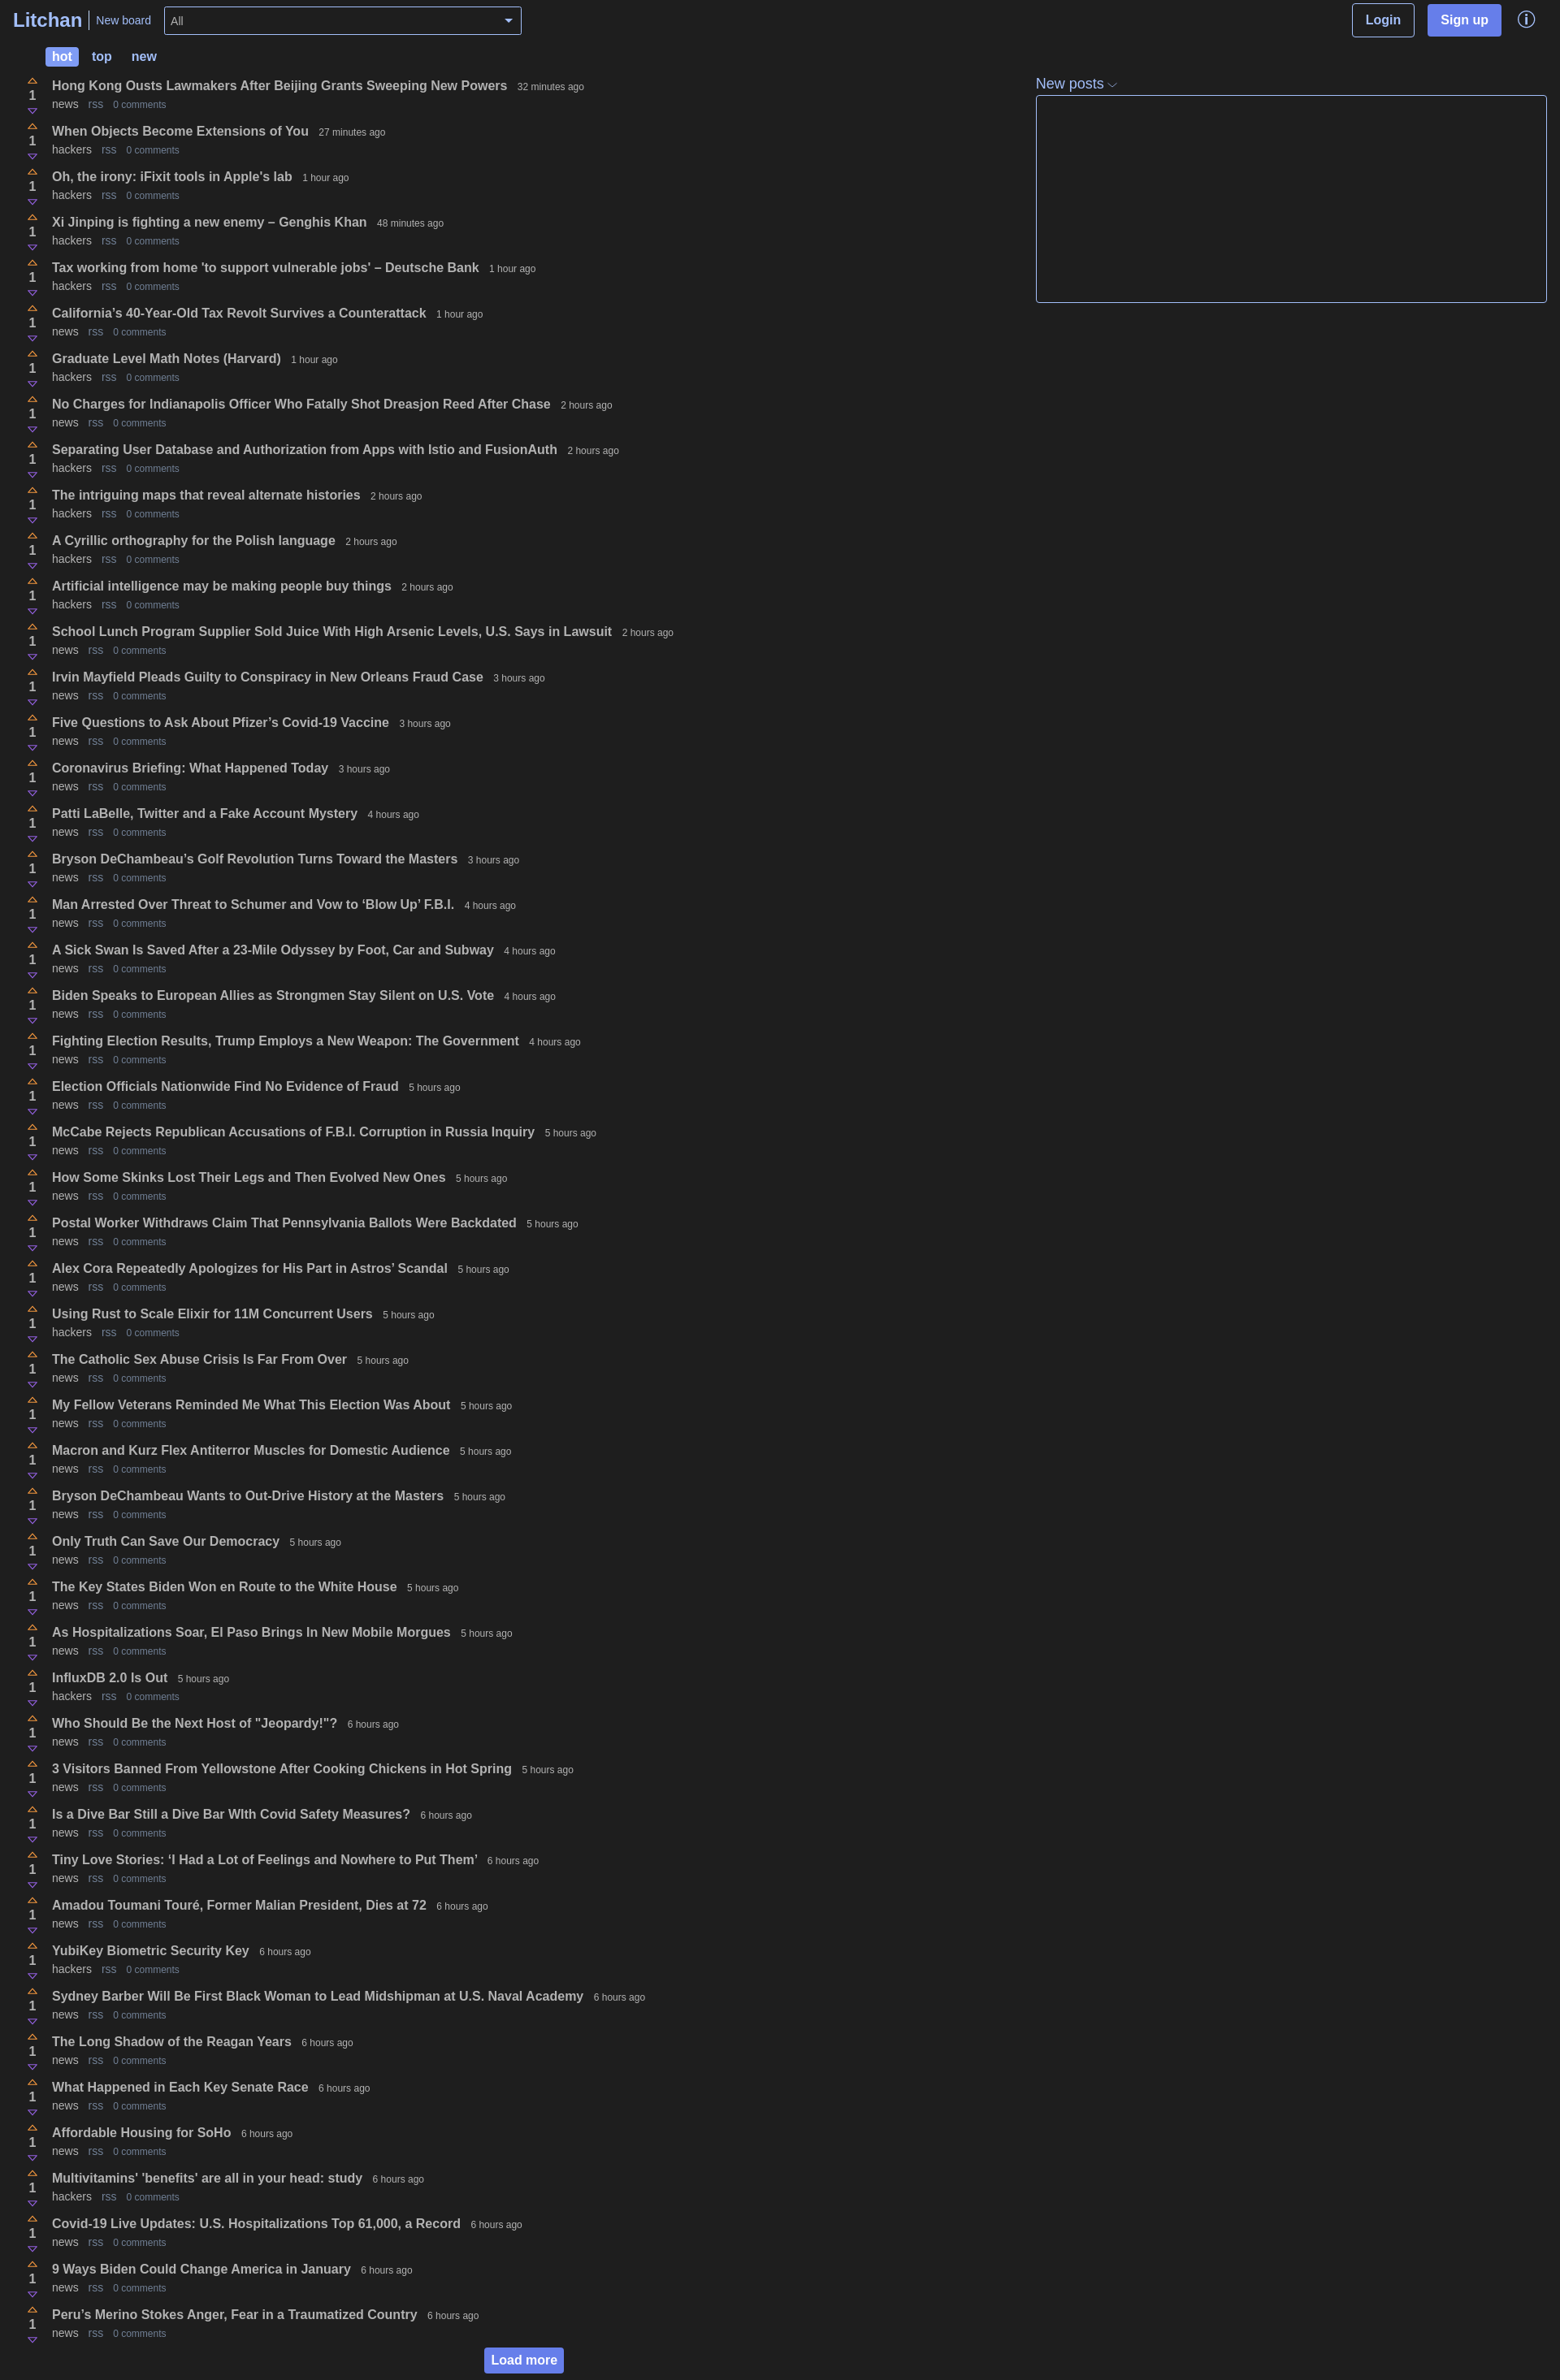 Litchan New board All Login Sign up
hot top new
New posts
Hong Kong Ousts Lawmakers After Beijing Grants Sweeping New Powers 32 minutes ago
1
news rss 0 comments
When Objects Become Extensions of You 27 minutes ago
1
hackers rss 0 comments
Oh, the irony: iFixit tools in Apple's lab 1 hour ago
1
hackers rss 0 comments
Xi Jinping is fighting a new enemy – Genghis Khan 48 minutes ago
1
hackers rss 0 comments
Tax working from home 'to support vulnerable jobs' – Deutsche Bank 1 hour ago
1
hackers rss 0 comments
California’s 40-Year-Old Tax Revolt Survives a Counterattack 1 hour ago
1
news rss 0 comments
Graduate Level Math Notes (Harvard) 1 hour ago
1
hackers rss 0 comments
No Charges for Indianapolis Officer Who Fatally Shot Dreasjon Reed After Chase 2 hours ago
1
news rss 0 comments
Separating User Database and Authorization from Apps with Istio and FusionAuth 2 hours ago
1
hackers rss 0 comments
The intriguing maps that reveal alternate histories 2 hours ago
1
hackers rss 0 comments
A Cyrillic orthography for the Polish language 2 hours ago
1
hackers rss 0 comments
Artificial intelligence may be making people buy things 2 hours ago
1
hackers rss 0 comments
School Lunch Program Supplier Sold Juice With High Arsenic Levels, U.S. Says in Lawsuit 2 hours ago
1
news rss 0 comments
Irvin Mayfield Pleads Guilty to Conspiracy in New Orleans Fraud Case 3 hours ago
1
news rss 0 comments
Five Questions to Ask About Pfizer’s Covid-19 Vaccine 3 hours ago
1
news rss 0 comments
Coronavirus Briefing: What Happened Today 3 hours ago
1
news rss 0 comments
Patti LaBelle, Twitter and a Fake Account Mystery 4 hours ago
1
news rss 0 comments
Bryson DeChambeau’s Golf Revolution Turns Toward the Masters 3 hours ago
1
news rss 0 comments
Man Arrested Over Threat to Schumer and Vow to ‘Blow Up’ F.B.I. 4 hours ago
1
news rss 0 comments
A Sick Swan Is Saved After a 23-Mile Odyssey by Foot, Car and Subway 4 hours ago
1
news rss 0 comments
Biden Speaks to European Allies as Strongmen Stay Silent on U.S. Vote 4 hours ago
1
news rss 0 comments
Fighting Election Results, Trump Employs a New Weapon: The Government 4 hours ago
1
news rss 0 comments
Election Officials Nationwide Find No Evidence of Fraud 5 hours ago
1
news rss 0 comments
McCabe Rejects Republican Accusations of F.B.I. Corruption in Russia Inquiry 5 hours ago
1
news rss 0 comments
How Some Skinks Lost Their Legs and Then Evolved New Ones 5 hours ago
1
news rss 0 comments
Postal Worker Withdraws Claim That Pennsylvania Ballots Were Backdated 5 hours ago
1
news rss 0 comments
Alex Cora Repeatedly Apologizes for His Part in Astros’ Scandal 5 hours ago
1
news rss 0 comments
Using Rust to Scale Elixir for 11M Concurrent Users 5 hours ago
1
hackers rss 0 comments
The Catholic Sex Abuse Crisis Is Far From Over 5 hours ago
1
news rss 0 comments
My Fellow Veterans Reminded Me What This Election Was About 5 hours ago
1
news rss 0 comments
Macron and Kurz Flex Antiterror Muscles for Domestic Audience 5 hours ago
1
news rss 0 comments
Bryson DeChambeau Wants to Out-Drive History at the Masters 5 hours ago
1
news rss 0 comments
Only Truth Can Save Our Democracy 5 hours ago
1
news rss 0 comments
The Key States Biden Won en Route to the White House 5 hours ago
1
news rss 0 comments
As Hospitalizations Soar, El Paso Brings In New Mobile Morgues 5 hours ago
1
news rss 0 comments
InfluxDB 2.0 Is Out 5 hours ago
1
hackers rss 0 comments
Who Should Be the Next Host of "Jeopardy!"? 6 hours ago
1
news rss 0 comments
3 Visitors Banned From Yellowstone After Cooking Chickens in Hot Spring 5 hours ago
1
news rss 0 comments
Is a Dive Bar Still a Dive Bar WIth Covid Safety Measures? 6 hours ago
1
news rss 0 comments
Tiny Love Stories: ‘I Had a Lot of Feelings and Nowhere to Put Them’ 6 hours ago
1
news rss 0 comments
Amadou Toumani Touré, Former Malian President, Dies at 72 6 hours ago
1
news rss 0 comments
YubiKey Biometric Security Key 6 hours ago
1
hackers rss 0 comments
Sydney Barber Will Be First Black Woman to Lead Midshipman at U.S. Naval Academy 6 hours ago
1
news rss 0 comments
The Long Shadow of the Reagan Years 6 hours ago
1
news rss 0 comments
What Happened in Each Key Senate Race 6 hours ago
1
news rss 0 comments
Affordable Housing for SoHo 6 hours ago
1
news rss 0 comments
Multivitamins' 'benefits' are all in your head: study 6 hours ago
1
hackers rss 0 comments
Covid-19 Live Updates: U.S. Hospitalizations Top 61,000, a Record 6 hours ago
1
news rss 0 comments
9 Ways Biden Could Change America in January 6 hours ago
1
news rss 0 comments
Peru’s Merino Stokes Anger, Fear in a Traumatized Country 6 hours ago
1
news rss 0 comments
Load more